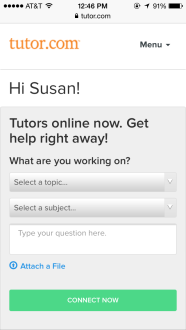 AT&T 12:46 PM 91%
tutor.com
tutor.com
Menu
Hi Susan!
Tutors online now. Get
help right away!
What are you working on?
Select a topic...
Select a subject...
Type your question here.
Attach a File
CONNECT NOW